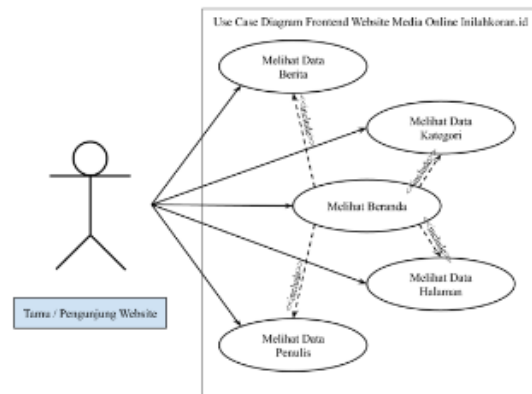 Use Case Diagram Frontend Website Media Online Inilahkoran.id
Melihat Data
Berita
Melihat Data
Kategori
Melihat Beranda
Melihat Data
Halaman
Tamu / Pengunjung Website
Melihat Data
Penulis